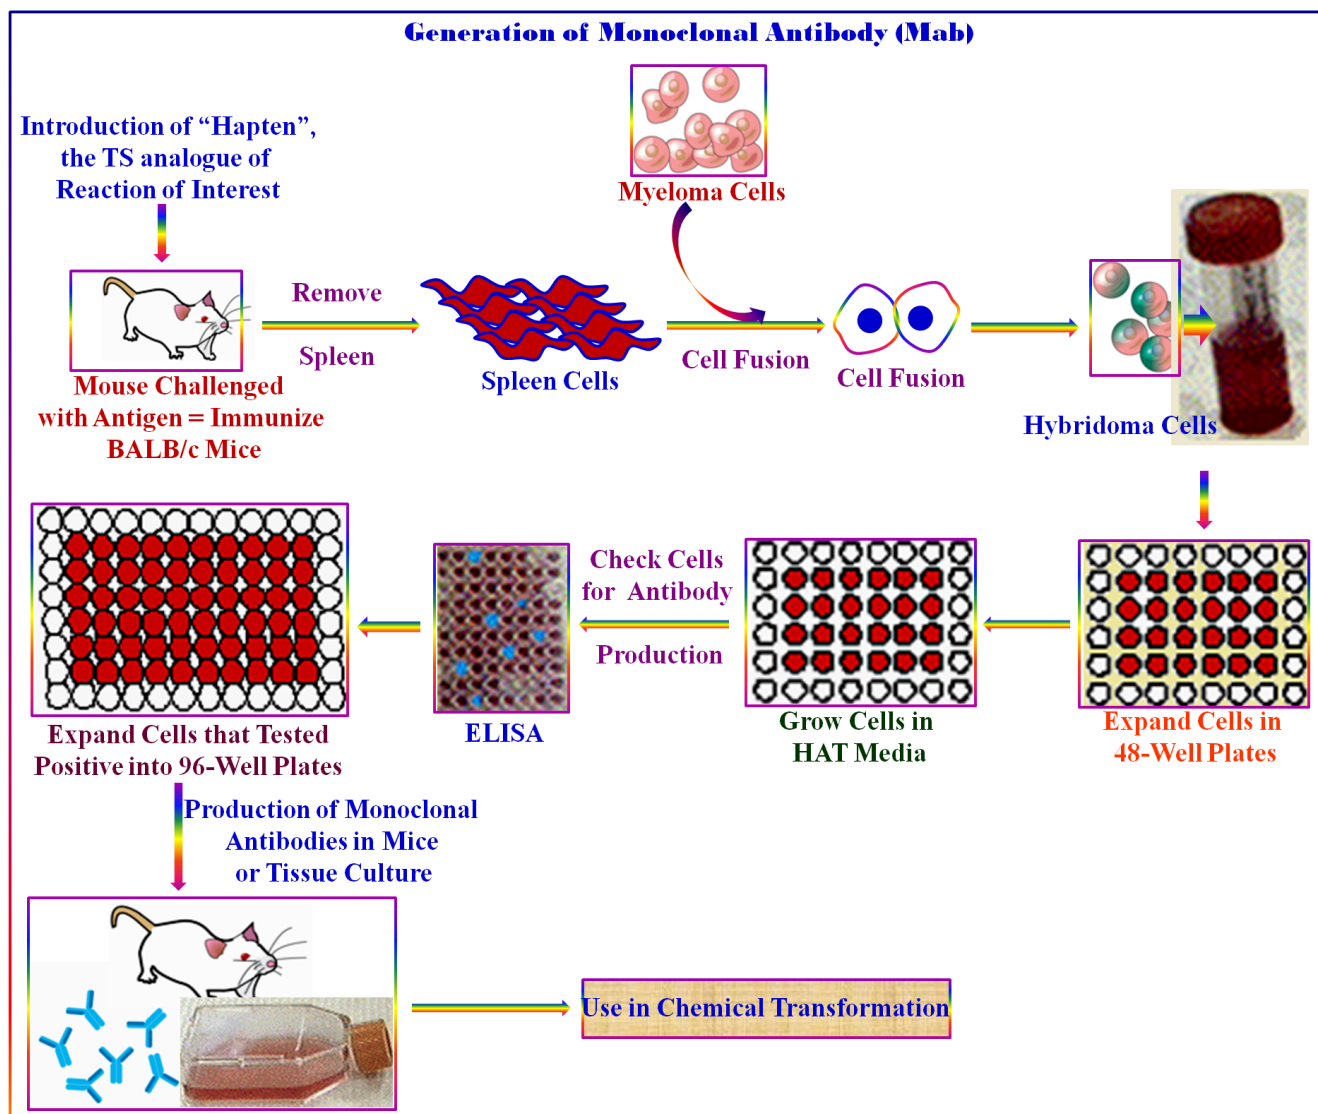 Generation of Monoclonal Antibody (Mab)
Introduction of “Hapten”,
the TS analogue of
Reaction of Interest
Myeloma Cells
Remove
Spleen
Mouse Challenged
with Antigen = Immunize
BALB/c Mice
Spleen Cells
Cell Fusion
Cell Fusion
Hybridoma Cells
Expand Cells in
48-Well Plates
Grow Cells in
HAT Media
Check Cells
for Antibody
Production
ELISA
Expand Cells that Tested
Positive into 96-Well Plates
Production of Monoclonal
Antibodies in Mice
or Tissue Culture
Use in Chemical Transformation